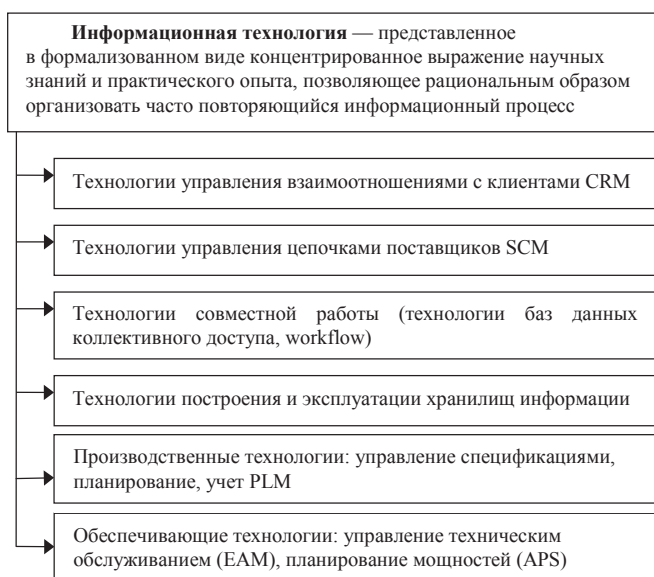 Информационная технология — представленное
в формализованном виде концентрированное выражение научных
знаний и практического опыта, позволяющее рациональным образом
организовать часто повторяющийся информационный процесс
Технологии управления взаимоотношениями с клиентами CRM
Технологии управления цепочками поставщиков SCM
Технологии совместной работы (технологии баз данных
коллективного доступа, workflow)
Технологии построения и эксплуатации хранилищ информации
Производственные технологии: управление спецификациями,
планирование, учет PLM
Обеспечивающие технологии: управление техническим
обслуживанием (EAM), планирование мощностей (APS)